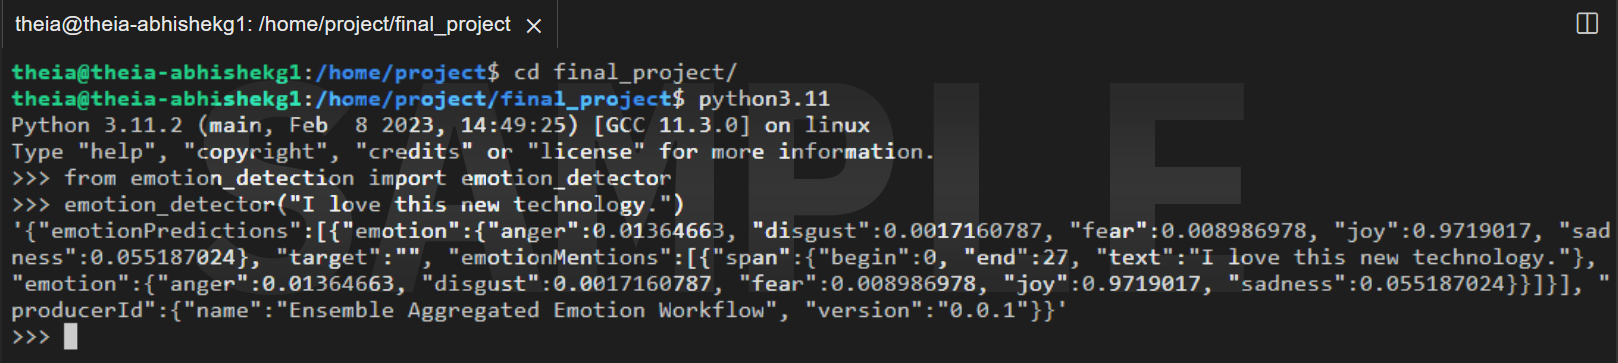 theia@theia-abhishekg1: /home/project/final_project ×
theia@theia-abhishekg1:/home/project$ cd final_project/
theia@theia-abhishekg1:/home/project/final_project$ python3.11
Python 3.11.2 (main, Feb  8 2023, 14:49:25) [GCC 11.3.0] on linux
Type "help", "copyright", "credits" or "license" for more information.
>>> from emotion_detection import emotion_detector
>>> emotion_detector("I love this new technology.")
'{"emotionPredictions":[{"emotion":{"anger":0.01364663, "disgust":0.0017160787, "fear":0.008986978, "joy":0.9719017, "sad
ness":0.055187024}, "target":"", "emotionMentions":[{"span":{"begin":0, "end":27, "text":"I love this new technology."},
"emotion":{"anger":0.01364663, "disgust":0.0017160787, "fear":0.008986978, "joy":0.9719017, "sadness":0.055187024}}]}], "
producerId":{"name":"Ensemble Aggregated Emotion Workflow", "version":"0.0.1"}}'
>>>
SAMPLE